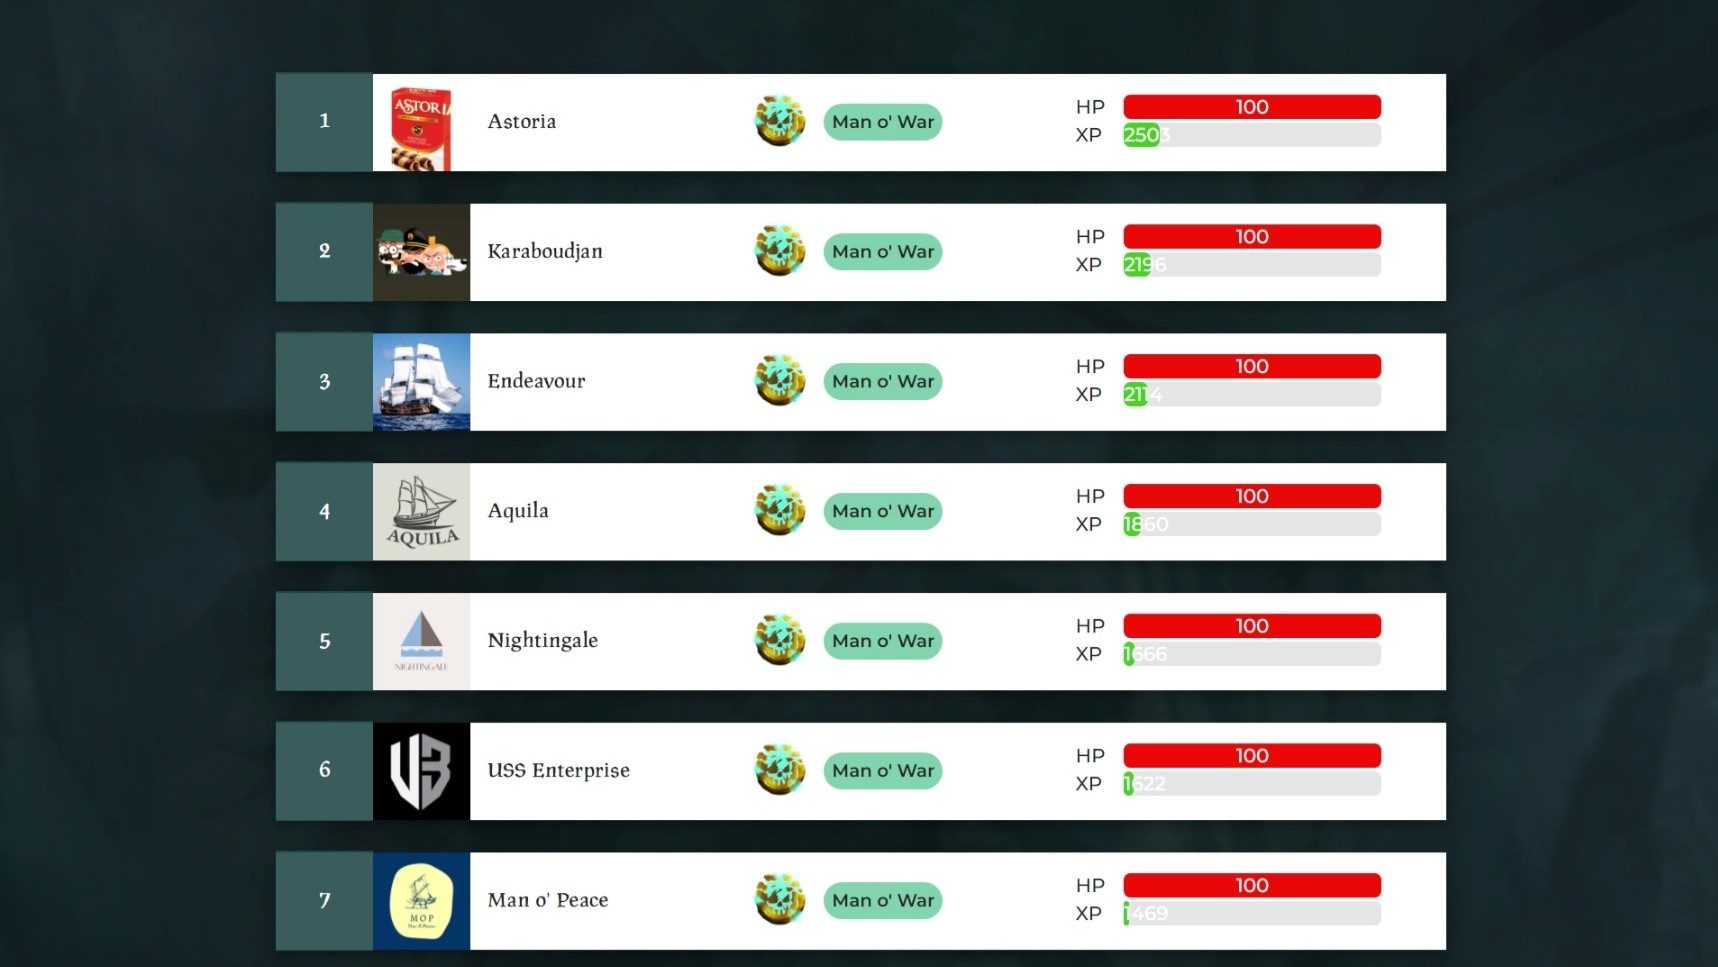 1
ASTORIA
Astoria
Man o' War
HP 100
XP 2503
2
Karaboudjan
Man o' War
HP 100
XP 2196
3
Endeavour
Man o' War
HP 100
XP 2114
4
AQUILA
Aquila
Man o' War
HP 100
XP 1860
5
NIGHTINGALE
Nightingale
Man o' War
HP 100
XP 1666
6
USS Enterprise
Man o' War
HP 100
XP 1622
7
MOP
Man o' Peace
Man o' War
HP 100
XP 1469